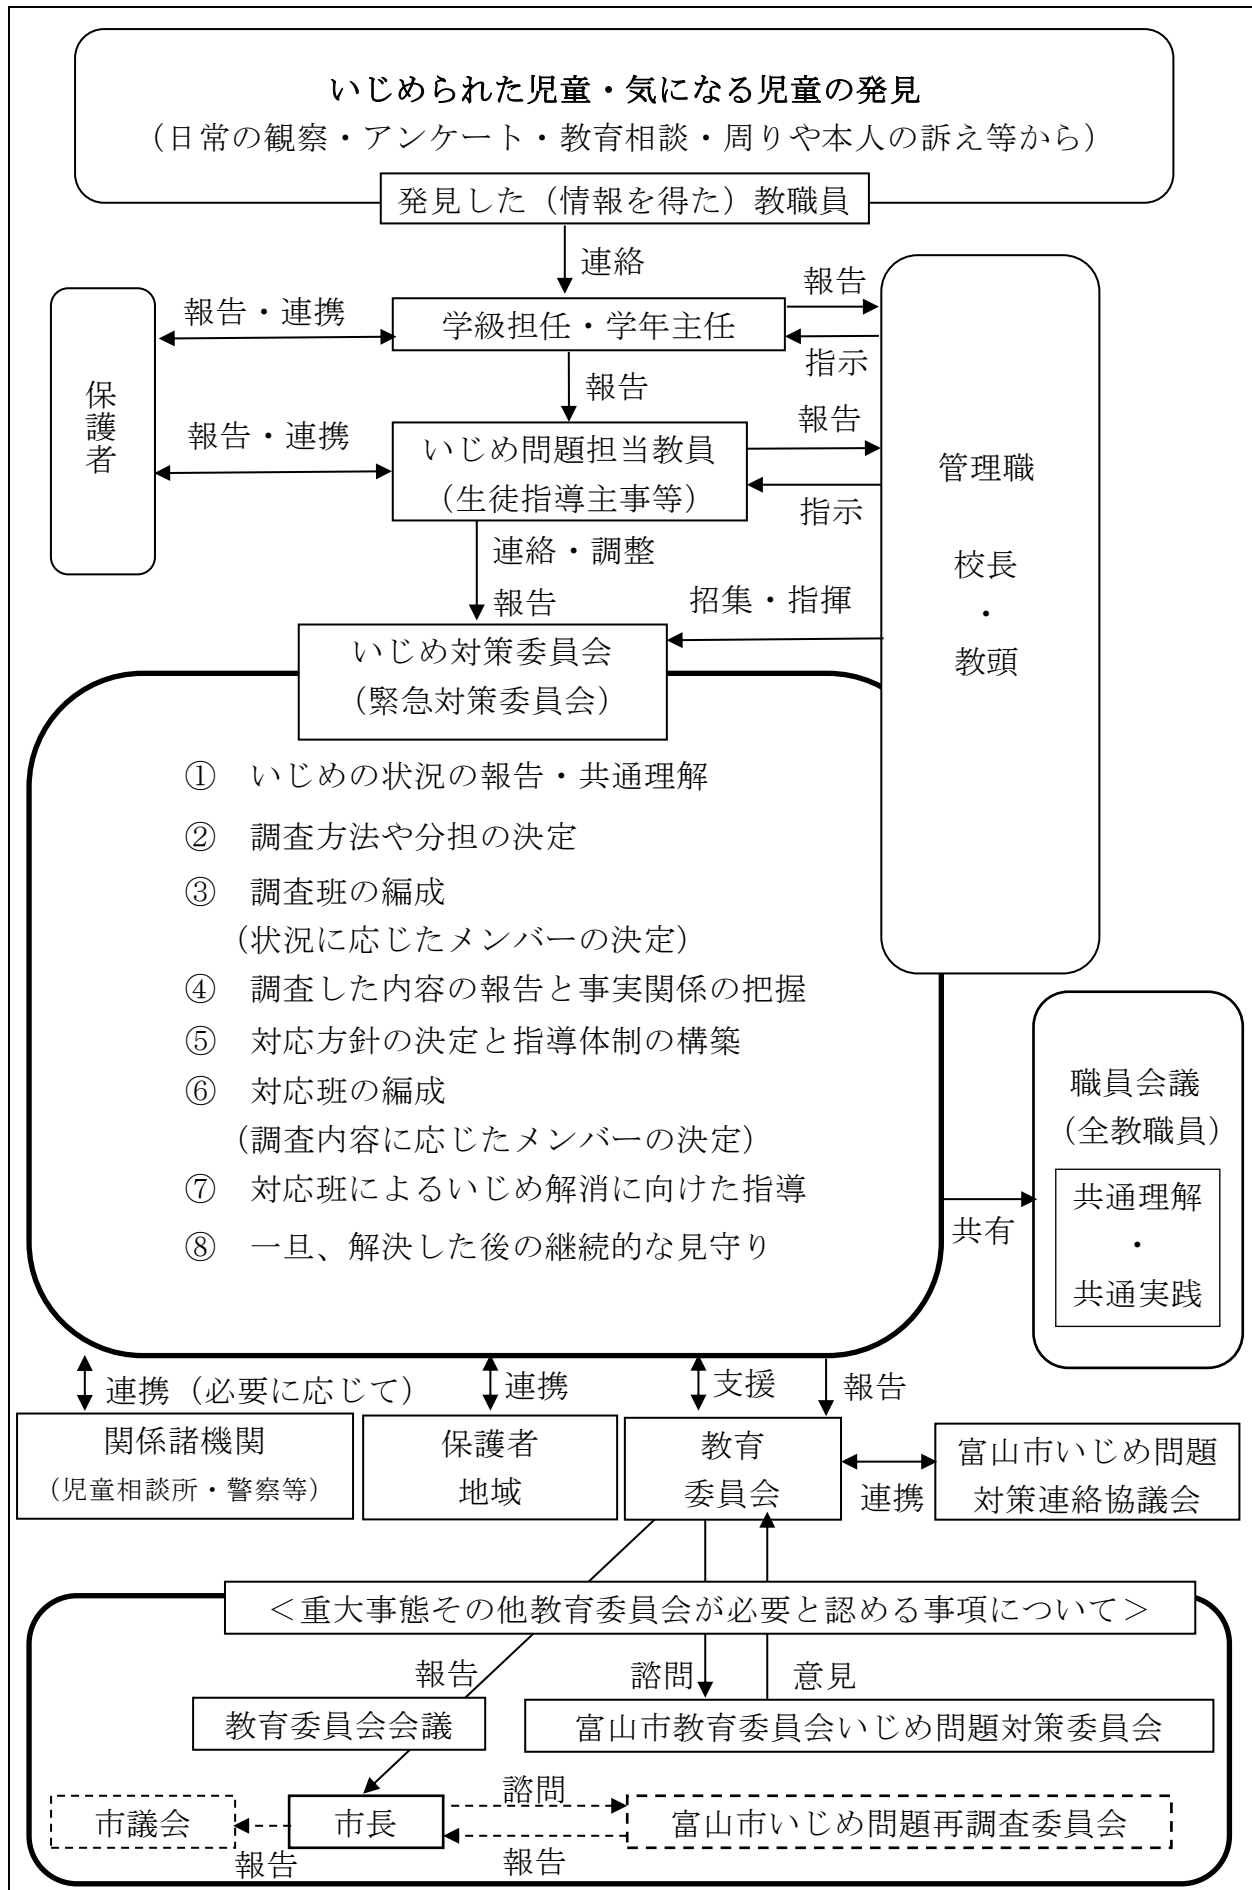 いじめられた児童・気になる児童の発見
（日常の観察・アンケート・教育相談・周りや本人の訴え等から）
発見した（情報を得た）教職員
連絡
報告
報告・連携
学級担任・学年主任
指示
保護者
報告
報告
報告・連携
いじめ問題担当教員
（生徒指導主事等）
管理職
指示
連絡・調整
校長
・
教頭
報告
招集・指揮
いじめ対策委員会
（緊急対策委員会）
① いじめの状況の報告・共通理解
② 調査方法や分担の決定
③ 調査班の編成
（状況に応じたメンバーの決定）
④ 調査した内容の報告と事実関係の把握
⑤ 対応方針の決定と指導体制の構築
⑥ 対応班の編成
（調査内容に応じたメンバーの決定）
⑦ 対応班によるいじめ解消に向けた指導
⑧ 一旦、解決した後の継続的な見守り
共有
職員会議
（全教職員）
共通理解
・
共通実践
連携（必要に応じて）
連携
支援
報告
関係諸機関
（児童相談所・警察等）
保護者
地域
教育
委員会
連携
富山市いじめ問題
対策連絡協議会
＜重大事態その他教育委員会が必要と認める事項について＞
報告
諮問
意見
教育委員会会議
富山市教育委員会いじめ問題対策委員会
諮問
市議会
市長
富山市いじめ問題再調査委員会
報告
報告